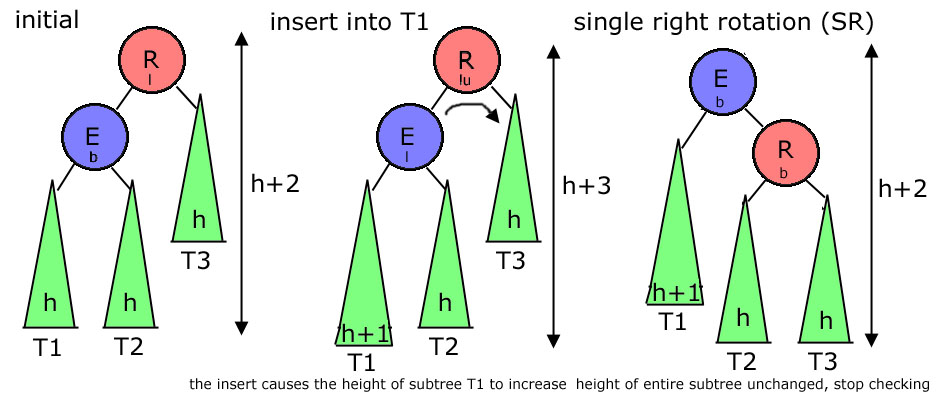 initial
R
l
E
b
h
T1
h
T2
h
T3
h+2
insert into T1
R
lu
E
l
h+1
T1
h
T2
h
T3
h+3
single right rotation (SR)
E
b
R
b
h+1
T1
h
T2
h
T3
h+2
the insert causes the height of subtree T1 to increase  height of entire subtree unchanged, stop checking